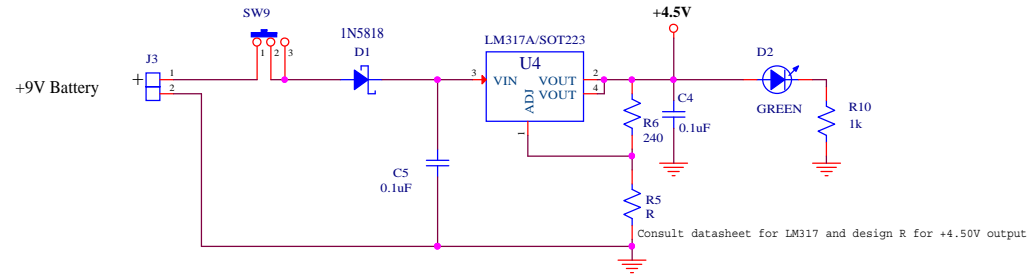 +4.5V
SW9
1N5818
D1
LM317A/SOT223
D2
J3
1 2 3
U4
+
1
2
+9V Battery
3
VIN
VOUT
VOUT
2
4
ADJ
1
C4
0.1uF
R6
240
GREEN
R10
1k
C5
0.1uF
R5
R
Consult datasheet for LM317 and design R for +4.50V output